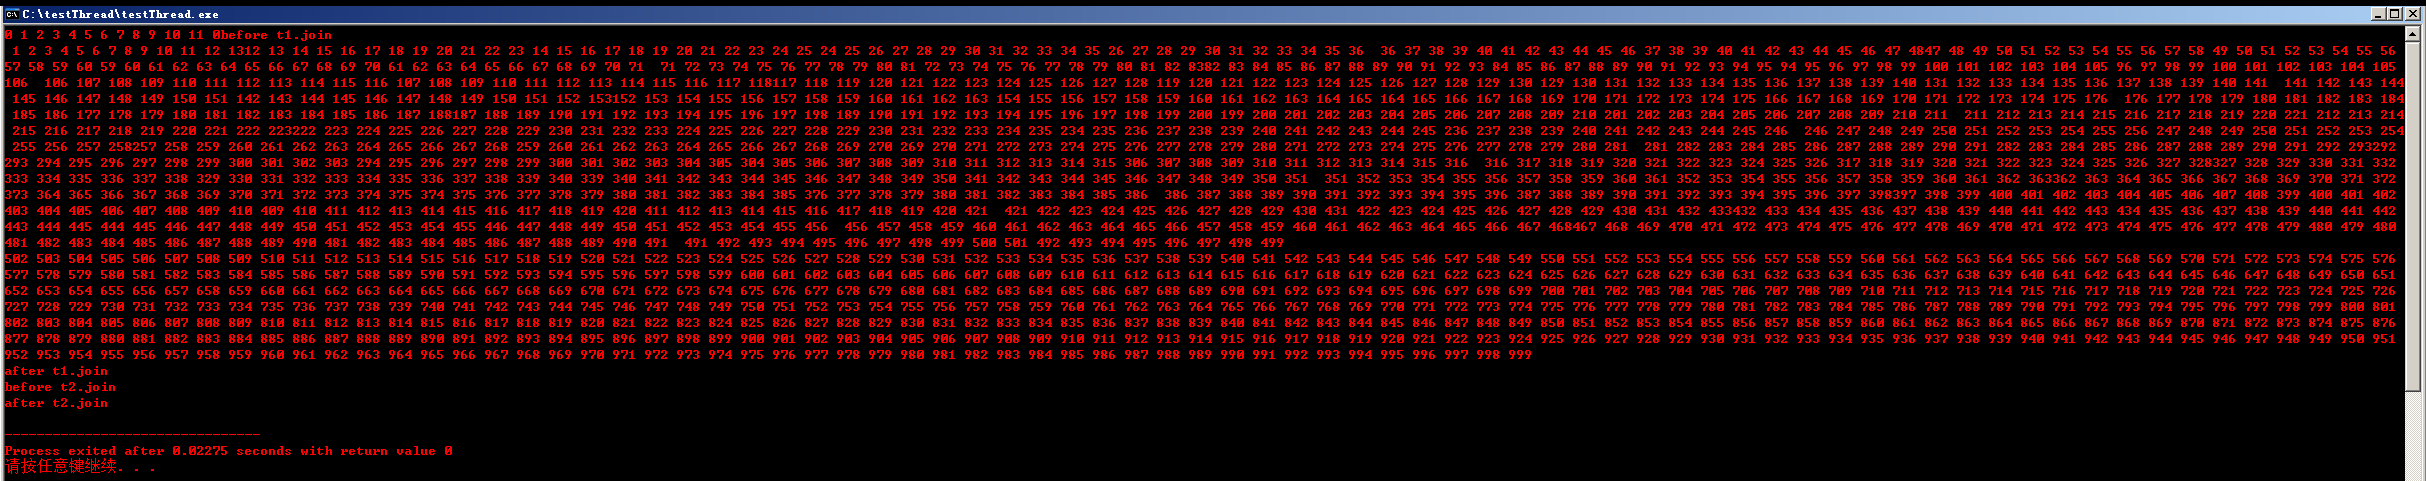 C:\testThread\testThread.exe
0 1 2 3 4 5 6 7 8 9 10 11 0before t1.join
1 2 3 4 5 6 7 8 9 10 11 12 1312 13 14 15 16 17 18 19 20 21 22 23 14 15 16 17 18 19 20 21 22 23 24 25 26 27 28 29 30 31 32 33 34 35 26 27 28 29 30 31 32 33 34 35 36  36 37 38 39 40 41 42 43 44 45 46 37 38 39 40 41 42 43 44 45 46 47 4847 48 49 50 51 52 53 54 55 56 57 58 49 50 51 52 53 54 55 56
57 58 59 60 59 60 61 62 63 64 65 66 67 68 69 70 61 62 63 64 65 66 67 68 69 70 71  71 72 73 74 75 76 77 78 79 80 81 72 73 74 75 76 77 78 79 80 81 82 8382 83 84 85 86 87 88 89 90 91 92 93 84 85 86 87 88 89 90 91 92 93 94 95 94 95 96 97 98 99 100 101 102 103 104 105 96 97 98 99 100 101 102 103 104 105
106  106 107 108 109 110 111 112 113 114 115 116 107 108 109 110 111 112 113 114 115 116 117 118117 118 119 120 121 122 123 124 125 126 127 128 119 120 121 122 123 124 125 126 127 128 129 130 129 130 131 132 133 134 135 136 137 138 139 140 131 132 133 134 135 136 137 138 139 140 141  141 142 143 144
145 146 147 148 149 150 151 142 143 144 145 146 147 148 149 150 151 152 153152 153 154 155 156 157 158 159 160 161 162 163 154 155 156 157 158 159 160 161 162 163 164 165 164 165 166 167 168 169 170 171 172 173 174 175 166 167 168 169 170 171 172 173 174 175 176  176 177 178 179 180 181 182 183 184
185 186 177 178 179 180 181 182 183 184 185 186 187 188187 188 189 190 191 192 193 194 195 196 197 198 189 190 191 192 193 194 195 196 197 198 199 200 199 200 201 202 203 204 205 206 207 208 209 210 201 202 203 204 205 206 207 208 209 210 211  211 212 213 214 215 216 217 218 219 220 221 212 213 214
215 216 217 218 219 220 221 222 223222 223 224 225 226 227 228 229 230 231 232 233 224 225 226 227 228 229 230 231 232 233 234 235 234 235 236 237 238 239 240 241 242 243 244 245 236 237 238 239 240 241 242 243 244 245 246  246 247 248 249 250 251 252 253 254 255 256 247 248 249 250 251 252 253 254
255 256 257 258257 258 259 260 261 262 263 264 265 266 267 268 259 260 261 262 263 264 265 266 267 268 269 270 269 270 271 272 273 274 275 276 277 278 279 280 271 272 273 274 275 276 277 278 279 280 281  281 282 283 284 285 286 287 288 289 290 291 282 283 284 285 286 287 288 289 290 291 292 293292
293 294 295 296 297 298 299 300 301 302 303 294 295 296 297 298 299 300 301 302 303 304 305 304 305 306 307 308 309 310 311 312 313 314 315 306 307 308 309 310 311 312 313 314 315 316  316 317 318 319 320 321 322 323 324 325 326 317 318 319 320 321 322 323 324 325 326 327 328327 328 329 330 331 332
333 334 335 336 337 338 329 330 331 332 333 334 335 336 337 338 339 340 339 340 341 342 343 344 345 346 347 348 349 350 341 342 343 344 345 346 347 348 349 350 351  351 352 353 354 355 356 357 358 359 360 361 352 353 354 355 356 357 358 359 360 361 362 363362 363 364 365 366 367 368 369 370 371 372
373 364 365 366 367 368 369 370 371 372 373 374 375 374 375 376 377 378 379 380 381 382 383 384 385 376 377 378 379 380 381 382 383 384 385 386  386 387 388 389 390 391 392 393 394 395 396 387 388 389 390 391 392 393 394 395 396 397 398397 398 399 400 401 402 403 404 405 406 407 408 399 400 401 402
403 404 405 406 407 408 409 410 409 410 411 412 413 414 415 416 417 418 419 420 411 412 413 414 415 416 417 418 419 420 421  421 422 423 424 425 426 427 428 429 430 431 422 423 424 425 426 427 428 429 430 431 432 433432 433 434 435 436 437 438 439 440 441 442 443 434 435 436 437 438 439 440 441 442
443 444 445 444 445 446 447 448 449 450 451 452 453 454 455 446 447 448 449 450 451 452 453 454 455 456  456 457 458 459 460 461 462 463 464 465 466 457 458 459 460 461 462 463 464 465 466 467 468467 468 469 470 471 472 473 474 475 476 477 478 469 470 471 472 473 474 475 476 477 478 479 480 479 480
481 482 483 484 485 486 487 488 489 490 481 482 483 484 485 486 487 488 489 490 491  491 492 493 494 495 496 497 498 499 500 501 492 493 494 495 496 497 498 499
502 503 504 505 506 507 508 509 510 511 512 513 514 515 516 517 518 519 520 521 522 523 524 525 526 527 528 529 530 531 532 533 534 535 536 537 538 539 540 541 542 543 544 545 546 547 548 549 550 551 552 553 554 555 556 557 558 559 560 561 562 563 564 565 566 567 568 569 570 571 572 573 574 575 576
577 578 579 580 581 582 583 584 585 586 587 588 589 590 591 592 593 594 595 596 597 598 599 600 601 602 603 604 605 606 607 608 609 610 611 612 613 614 615 616 617 618 619 620 621 622 623 624 625 626 627 628 629 630 631 632 633 634 635 636 637 638 639 640 641 642 643 644 645 646 647 648 649 650 651
652 653 654 655 656 657 658 659 660 661 662 663 664 665 666 667 668 669 670 671 672 673 674 675 676 677 678 679 680 681 682 683 684 685 686 687 688 689 690 691 692 693 694 695 696 697 698 699 700 701 702 703 704 705 706 707 708 709 710 711 712 713 714 715 716 717 718 719 720 721 722 723 724 725 726
727 728 729 730 731 732 733 734 735 736 737 738 739 740 741 742 743 744 745 746 747 748 749 750 751 752 753 754 755 756 757 758 759 760 761 762 763 764 765 766 767 768 769 770 771 772 773 774 775 776 777 778 779 780 781 782 783 784 785 786 787 788 789 790 791 792 793 794 795 796 797 798 799 800 801
802 803 804 805 806 807 808 809 810 811 812 813 814 815 816 817 818 819 820 821 822 823 824 825 826 827 828 829 830 831 832 833 834 835 836 837 838 839 840 841 842 843 844 845 846 847 848 849 850 851 852 853 854 855 856 857 858 859 860 861 862 863 864 865 866 867 868 869 870 871 872 873 874 875 876
877 878 879 880 881 882 883 884 885 886 887 888 889 890 891 892 893 894 895 896 897 898 899 900 901 902 903 904 905 906 907 908 909 910 911 912 913 914 915 916 917 918 919 920 921 922 923 924 925 926 927 928 929 930 931 932 933 934 935 936 937 938 939 940 941 942 943 944 945 946 947 948 949 950 951
952 953 954 955 956 957 958 959 960 961 962 963 964 965 966 967 968 969 970 971 972 973 974 975 976 977 978 979 980 981 982 983 984 985 986 987 988 989 990 991 992 993 994 995 996 997 998 999
after t1.join
before t2.join
after t2.join
--------------------------------
Process exited after 0.02275 seconds with return value 0
请按任意键继续. . .